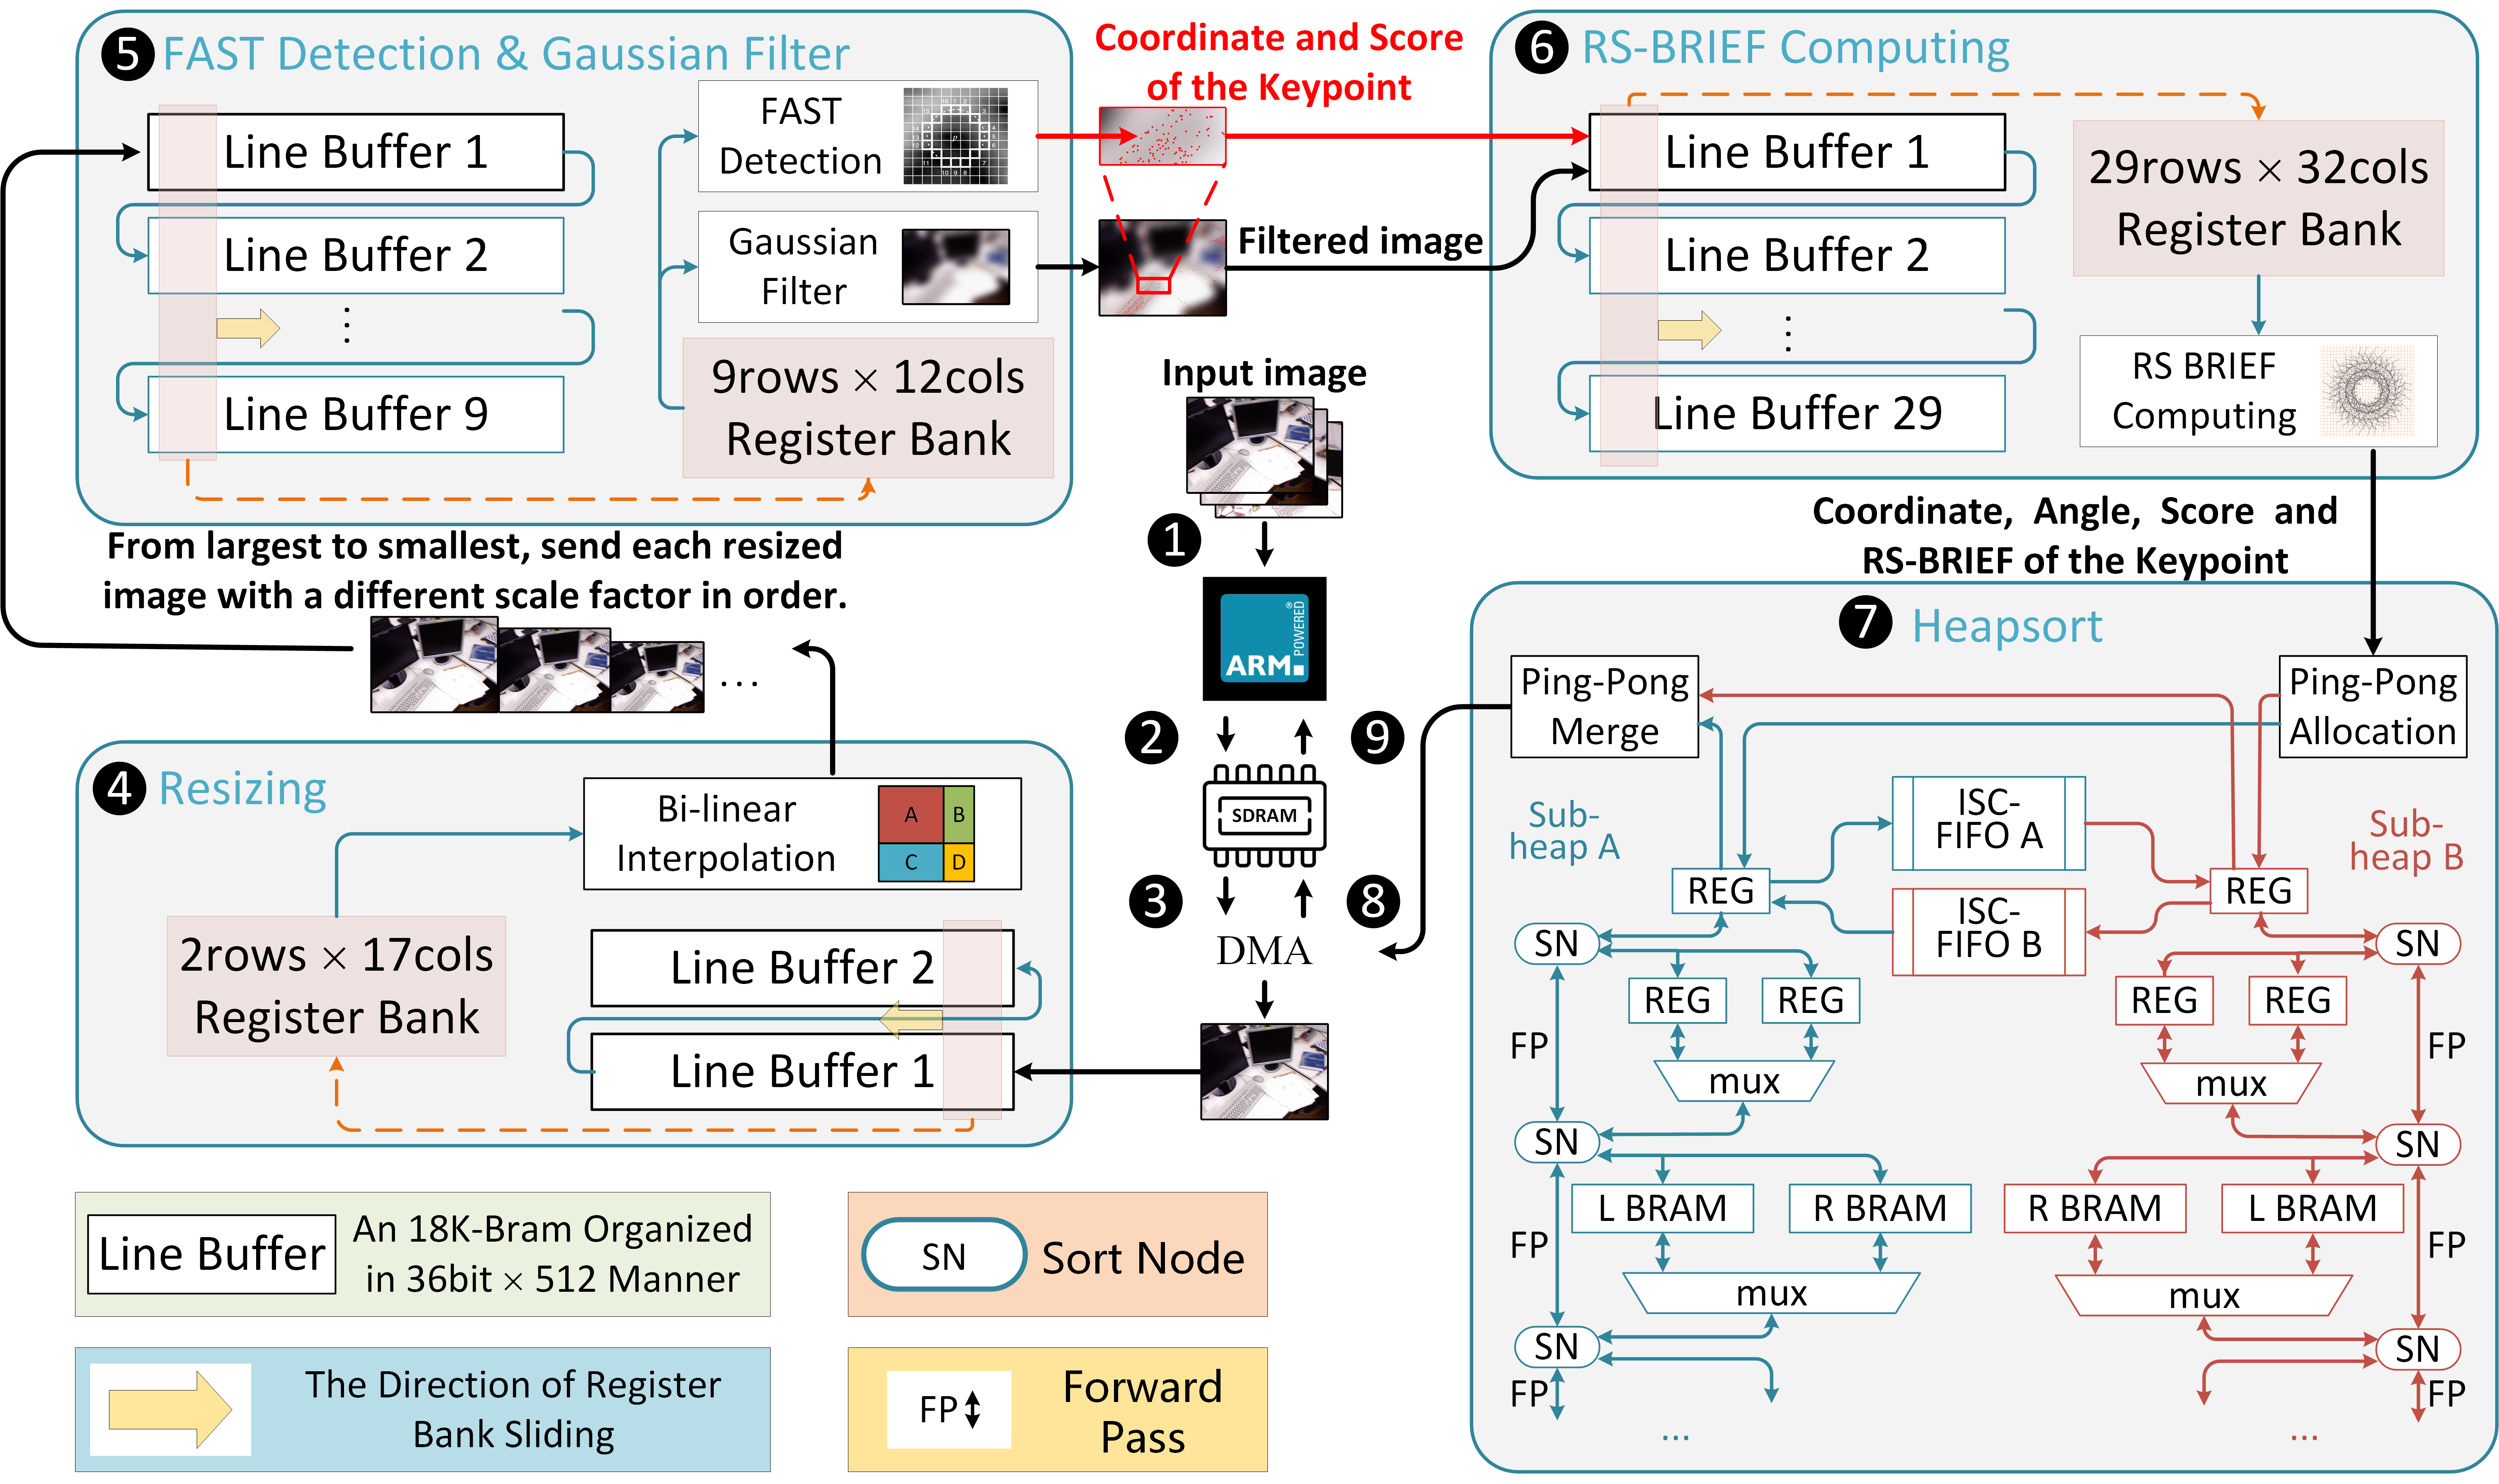 5 FAST Detection & Gaussian Filter
Line Buffer 1
Line Buffer 2
⋮
Line Buffer 9
FAST
Detection
Gaussian
Filter
9rows × 12cols
Register Bank
Coordinate and Score
of the Keypoint
Filtered image
6 RS-BRIEF Computing
Line Buffer 1
Line Buffer 2
⋮
Line Buffer 29
29rows × 32cols
Register Bank
RS BRIEF
Computing
Input image
1
ARM
POWERED
®
2
9
SDRAM
3
8
DMA
From largest to smallest, send each resized
image with a different scale factor in order.
...
4 Resizing
Bi-linear
Interpolation
A B
C D
2rows × 17cols
Register Bank
Line Buffer 2
Line Buffer 1
Coordinate, Angle, Score and
RS-BRIEF of the Keypoint
7 Heapsort
Ping-Pong
Merge
Ping-Pong
Allocation
Sub-
heap A
ISC-
FIFO A
Sub-
heap B
REG
REG
ISC-
FIFO B
SN
SN
REG
REG
REG
REG
FP
FP
mux
mux
SN
SN
L BRAM
R BRAM
R BRAM
L BRAM
FP
FP
mux
mux
SN
SN
FP
FP
...
...
Line Buffer
An 18K-Bram Organized
in 36bit × 512 Manner
SN
Sort Node
The Direction of Register
Bank Sliding
FP
Forward
Pass